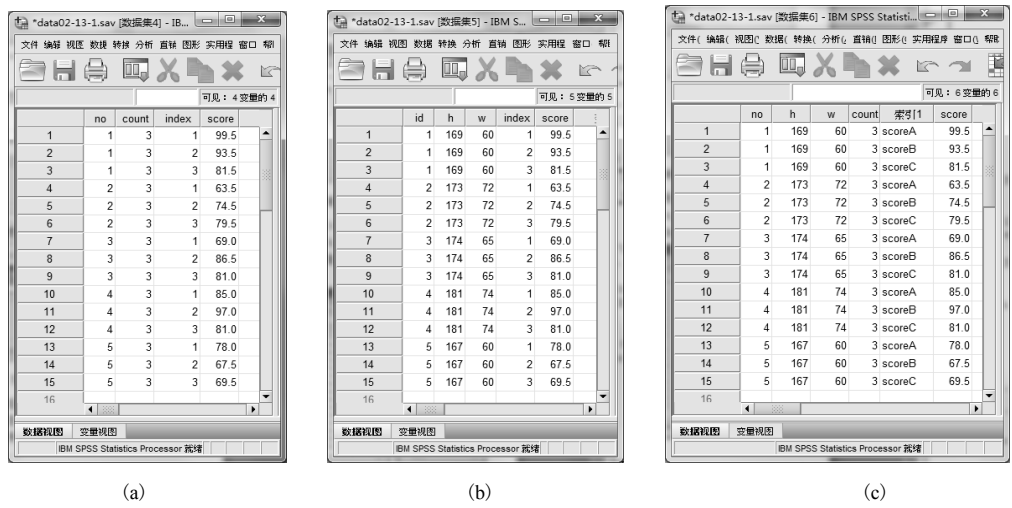 *data02-13-1.sav [数据集4] - IB...
文件 编辑 视图 数据 转换 分析 直销 图形 实用程 窗口 帮
可见： 4 变量的 4
no count index score
1 1 3 1 99.5
2 1 3 2 93.5
3 1 3 3 81.5
4 2 3 1 63.5
5 2 3 2 74.5
6 2 3 3 79.5
7 3 3 1 69.0
8 3 3 2 86.5
9 3 3 3 81.0
10 4 3 1 85.0
11 4 3 2 97.0
12 4 3 3 81.0
13 5 3 1 78.0
14 5 3 2 67.5
15 5 3 3 69.5
16
数据视图 变量视图
IBM SPSS Statistics Processor 就绪
(a)
*data02-13-1.sav [数据集5] - IBM S...
文件 编辑 视图 数据 转换 分析 直销 图形 实用程 窗口 帮
可见： 5 变量的 5
id h w index score
1 1 169 60 1 99.5
2 1 169 60 2 93.5
3 1 169 60 3 81.5
4 2 173 72 1 63.5
5 2 173 72 2 74.5
6 2 173 72 3 79.5
7 3 174 65 1 69.0
8 3 174 65 2 86.5
9 3 174 65 3 81.0
10 4 181 74 1 85.0
11 4 181 74 2 97.0
12 4 181 74 3 81.0
13 5 167 60 1 78.0
14 5 167 60 2 67.5
15 5 167 60 3 69.5
16
数据视图 变量视图
IBM SPSS Statistics Processor 就绪
(b)
*data02-13-1.sav [数据集6] - IBM SPSS Statisti...
文件( 编辑( 视图( 数据( 转换( 分析( 直销( 图形( 实用程序 窗口( 帮
可见： 6 变量的 6
no h w count 索引1 score
1 1 169 60 3 scoreA 99.5
2 1 169 60 3 scoreB 93.5
3 1 169 60 3 scoreC 81.5
4 2 173 72 3 scoreA 63.5
5 2 173 72 3 scoreB 74.5
6 2 173 72 3 scoreC 79.5
7 3 174 65 3 scoreA 69.0
8 3 174 65 3 scoreB 86.5
9 3 174 65 3 scoreC 81.0
10 4 181 74 3 scoreA 85.0
11 4 181 74 3 scoreB 97.0
12 4 181 74 3 scoreC 81.0
13 5 167 60 3 scoreA 78.0
14 5 167 60 3 scoreB 67.5
15 5 167 60 3 scoreC 69.5
16
数据视图 变量视图
IBM SPSS Statistics Processor 就绪
(c)